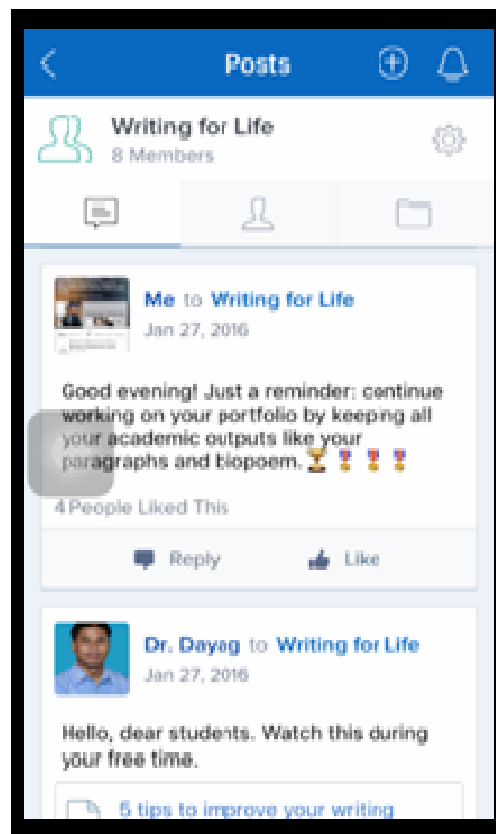 Posts
Writing for Life
8 Members
Me to Writing for Life
Jan 27, 2016
Good evening! Just a reminder: continue
working on your portfolio by keeping all
your academic outputs like your
paragraphs and biopoem.
4 People Liked This
Reply Like
Dr. Dayag to Writing for Life
Jan 27, 2016
Hello, dear students. Watch this during
your free time.
5 tips to improve your writing